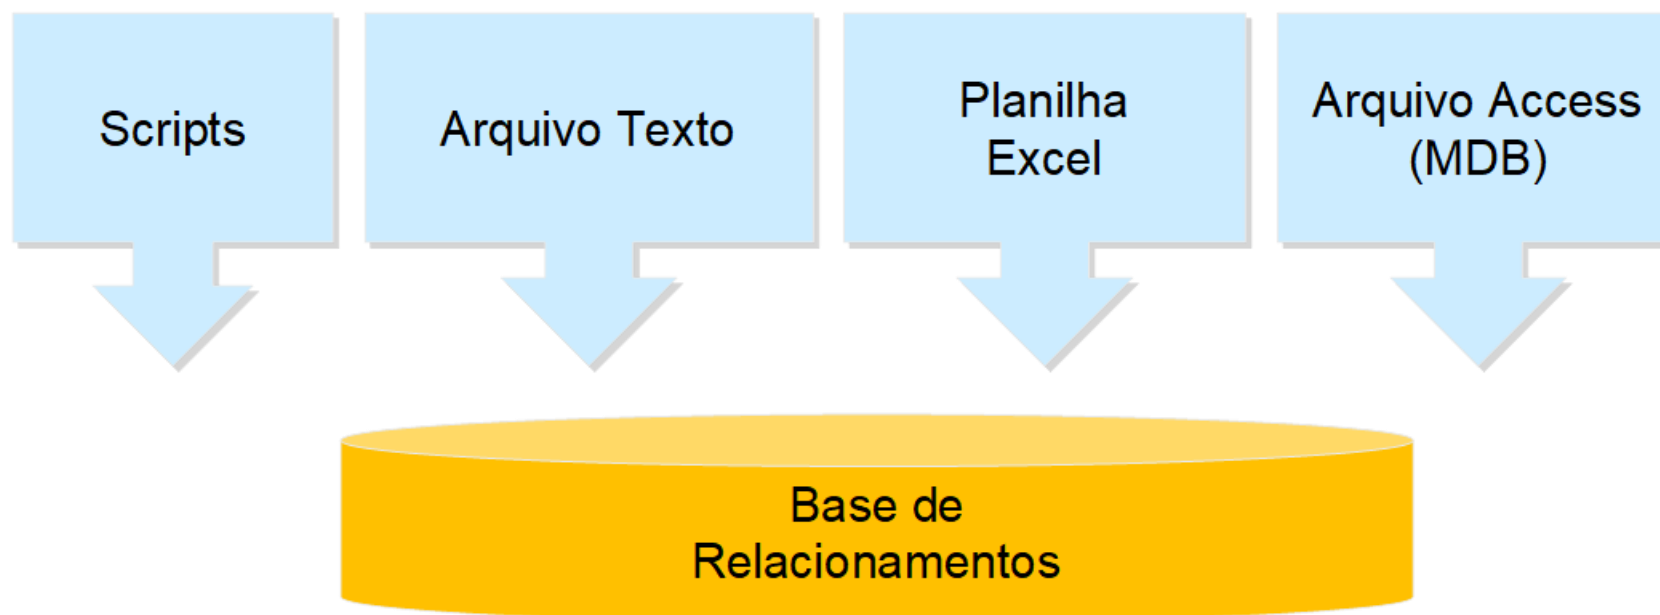 Scripts
Arquivo Texto
Planilha
Excel
Arquivo Access
(MDB)
Base de
Relacionamentos